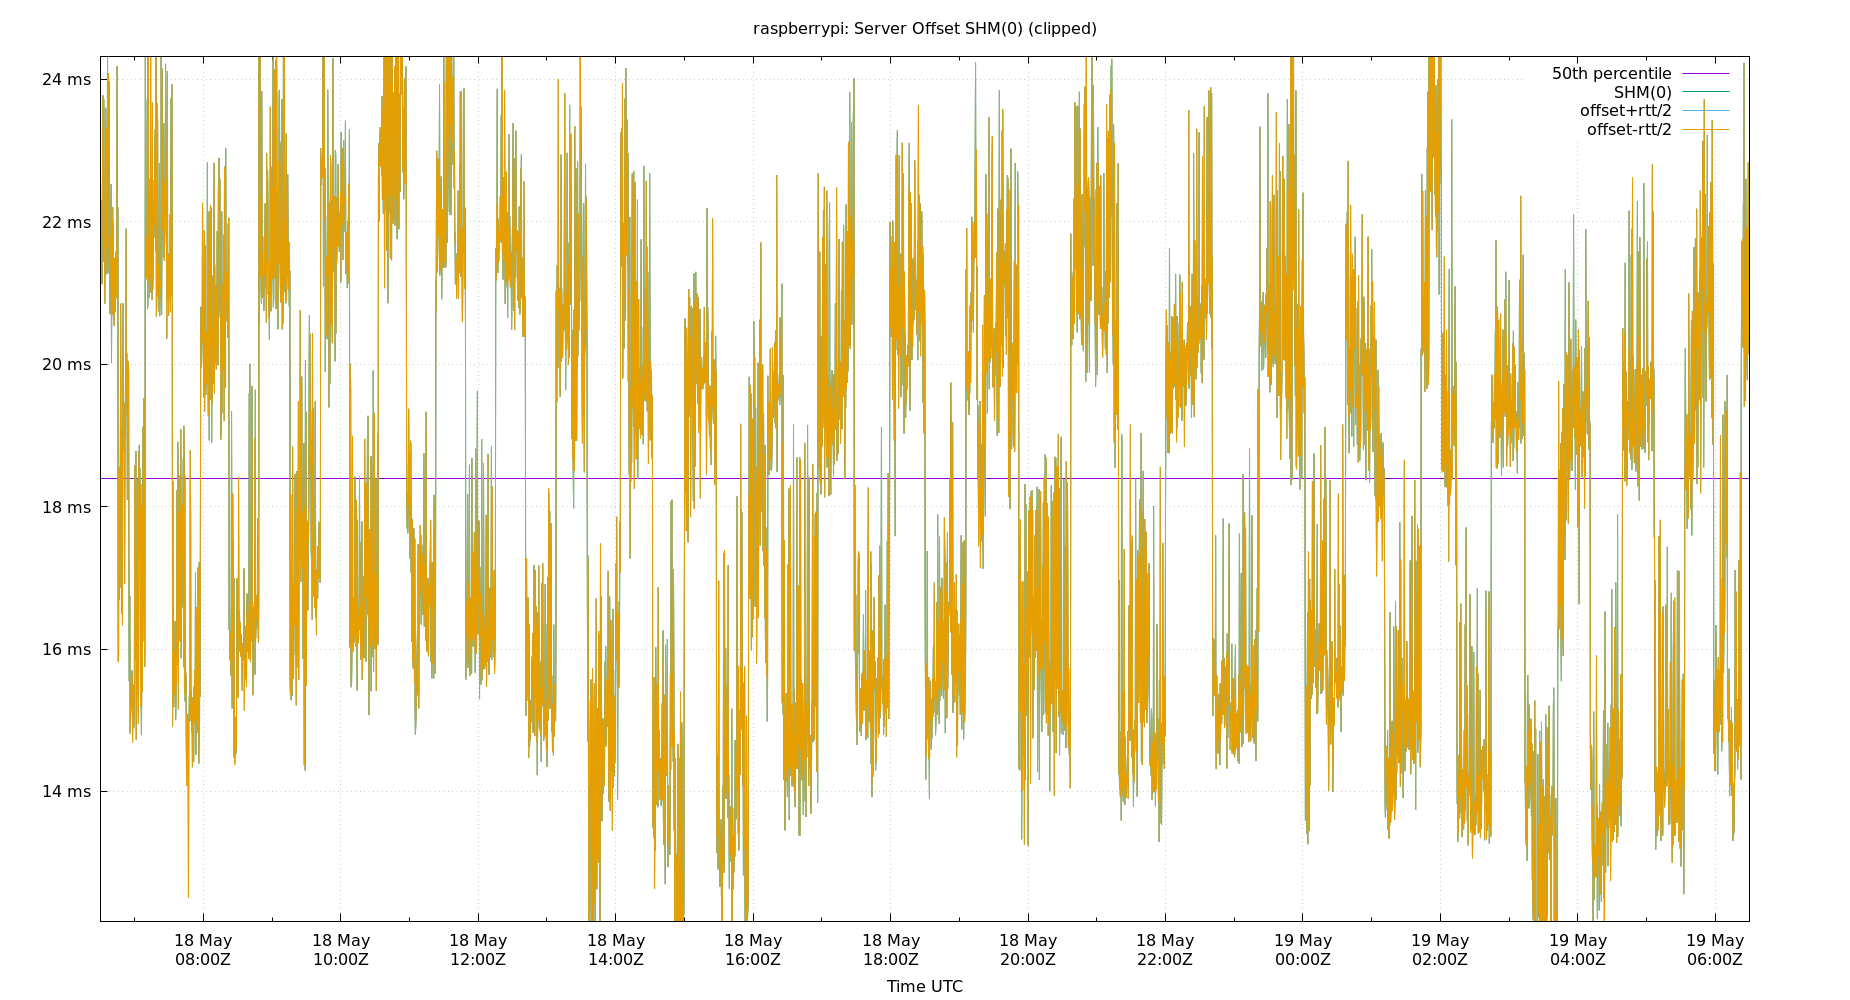 raspberrypi: Server Offset SHM(0) (clipped)
50th percentile
SHM(0)
offset+rtt/2
offset-rtt/2
24 ms
22 ms
20 ms
18 ms
16 ms
14 ms
18 May 18 May 18 May 18 May 18 May 18 May 18 May 18 May 19 May 19 May 19 May 19 May
08:00Z 10:00Z 12:00Z 14:00Z 16:00Z 18:00Z 20:00Z 22:00Z 00:00Z 02:00Z 04:00Z 06:00Z
Time UTC